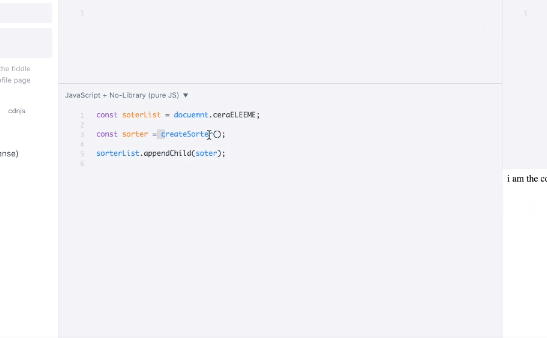 1
1
the fiddle
ofile page
cdnjs
ense)
JavaScript + No-Library (pure JS) ▼
1 const soterList = docuemnt.ceraELEEME;
2
3 const sorter = createSorter();
4
5 sorterList.appendChild(soter);
6
i am the co